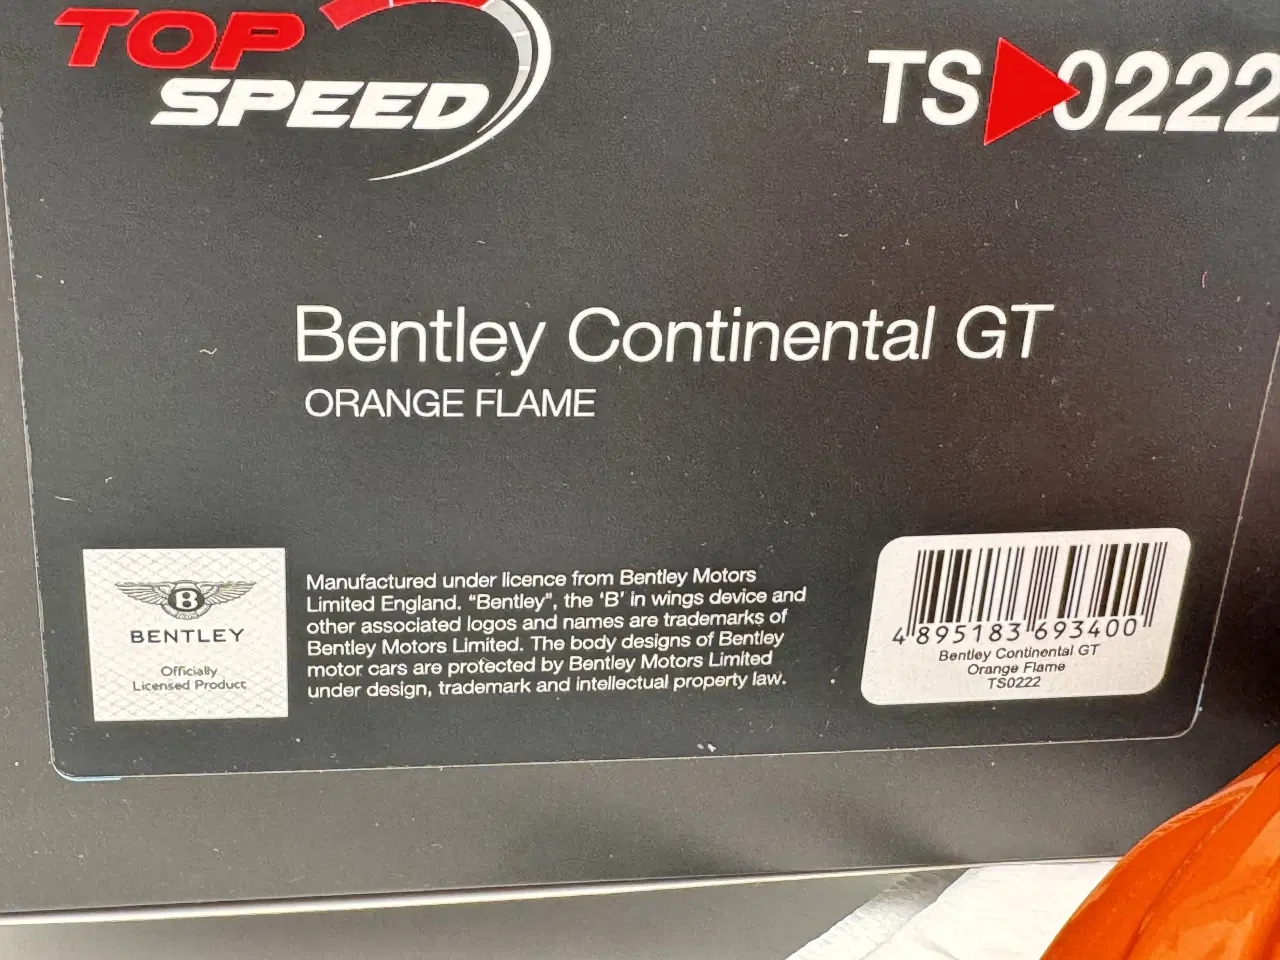 TOP
SPEED
TS 0222
Bentley Continental GT
ORANGE FLAME
B
BENTLEY
Officially
Licensed Product
Manufactured under licence from Bentley Motors
Limited England. “Bentley”, the ‘B’ in wings device and
other associated logos and names are trademarks of
Bentley Motors Limited. The body designs of Bentley
motor cars are protected by Bentley Motors Limited
under design, trademark and intellectual property law.
4 895183 693400
Bentley Continental GT
Orange Flame
TS0222